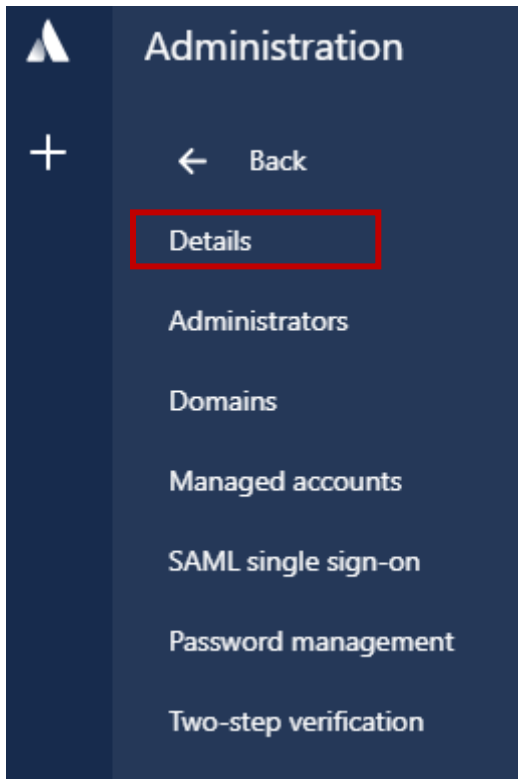 Administration
Back
Details
Administrators
Domains
Managed accounts
SAML single sign-on
Password management
Two-step verification